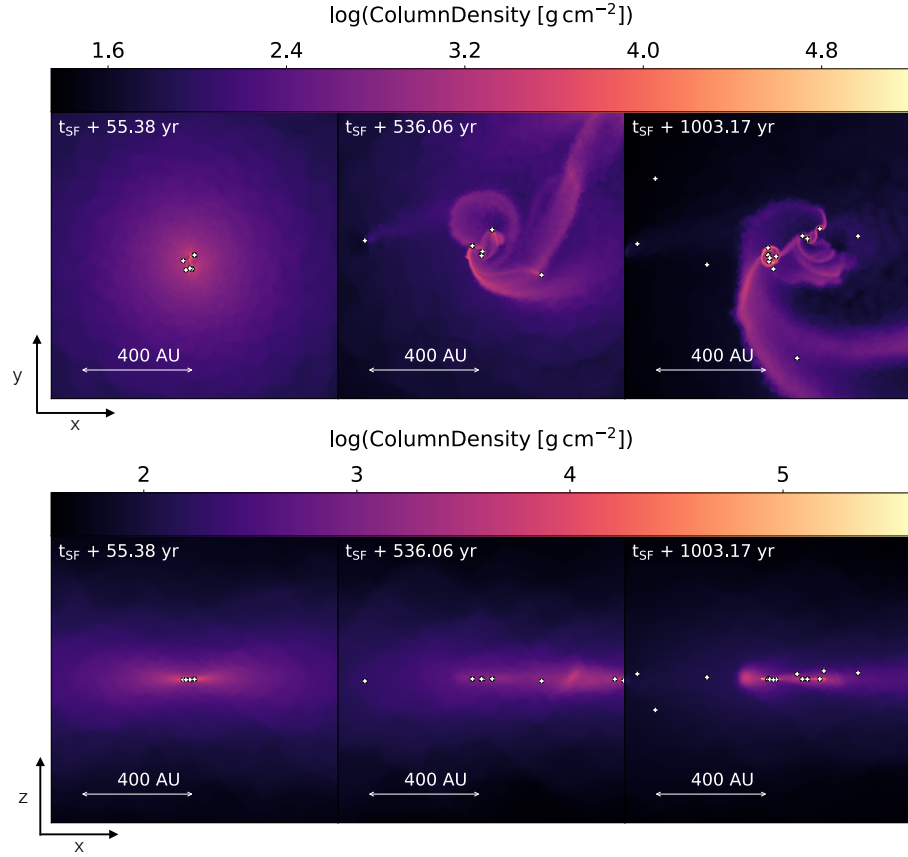 log(ColumnDensity [g cm⁻²])
1.6 2.4 3.2 4.0 4.8
t_SF + 55.38 yr t_SF + 536.06 yr t_SF + 1003.17 yr
400 AU 400 AU 400 AU
y
x
log(ColumnDensity [g cm⁻²])
2 3 4 5
t_SF + 55.38 yr t_SF + 536.06 yr t_SF + 1003.17 yr
400 AU 400 AU 400 AU
z
x